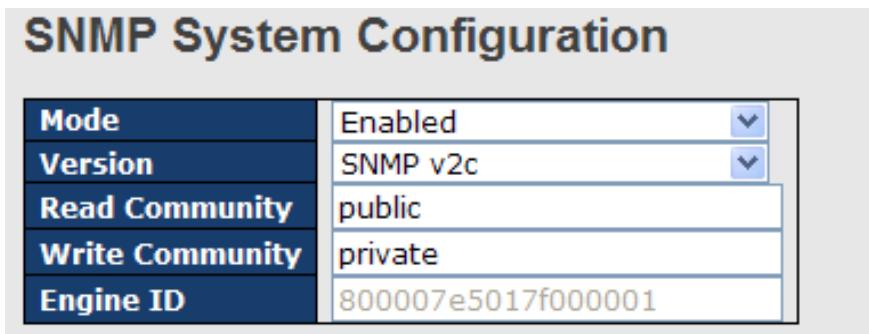 SNMP System Configuration
Mode Enabled
Version SNMP v2c
Read Community public
Write Community private
Engine ID 800007e5017f000001